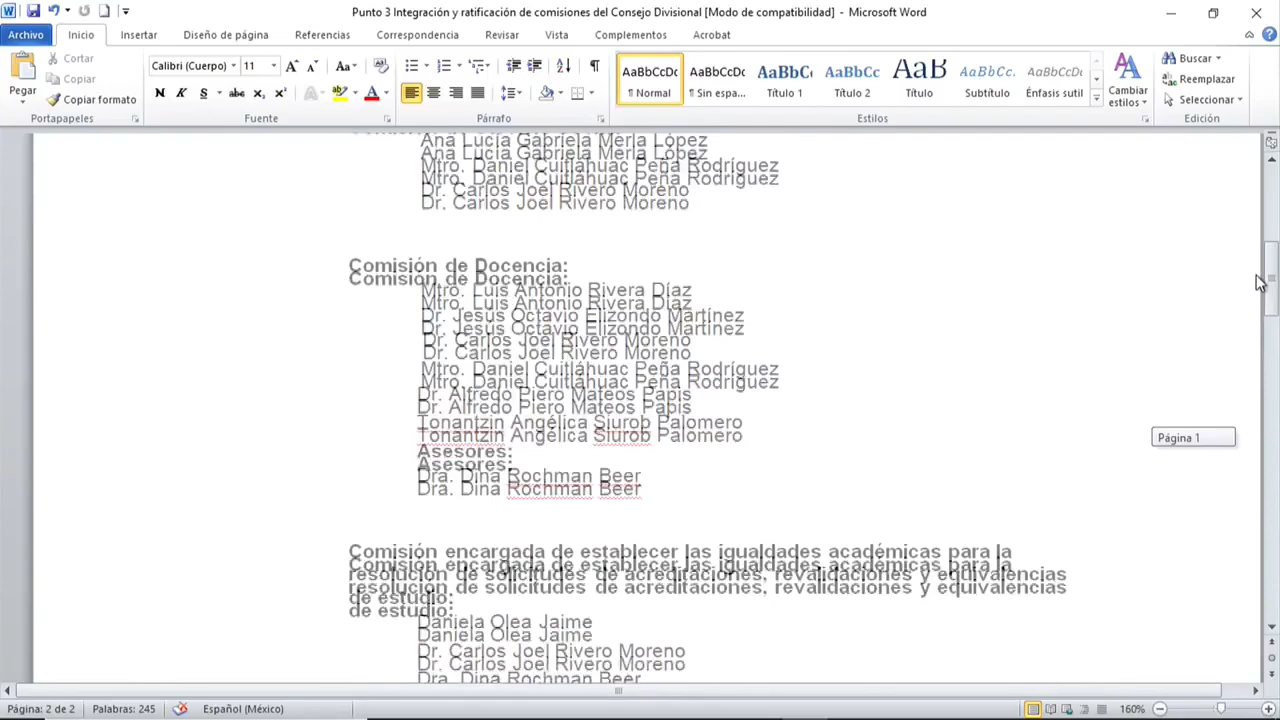 Punto 3 Integración y ratificación de comisiones del Consejo Divisional [Modo de compatibilidad] - Microsoft Word
Archivo Inicio Insertar Diseño de página Referencias Correspondencia Revisar Vista Complementos Acrobat
Cortar
Copiar
Copiar formato
Pegar
Portapapeles
Calibri (Cuerpo) 11
Fuente
Párrafo
AaBbCcDc AaBbCcDc AaBbC AaBbCc AaB AaBbCc. AaBbCcDc
¶ Normal ¶ Sin espa... Título 1 Título 2 Título Subtítulo Énfasis sutil
Cambiar estilos
Estilos
Buscar
Reemplazar
Seleccionar
Edición
Ana Lucía Gabriela Merla López
Ana Lucía Gabriela Merla López
Mtro. Daniel Cuitláhuac Peña Rodríguez
Mtro. Daniel Cuitláhuac Peña Rodríguez
Dr. Carlos Joel Rivero Moreno
Dr. Carlos Joel Rivero Moreno
Comisión de Docencia:
Comisión de Docencia:
Mtro. Luis Antonio Rivera Díaz
Mtro. Luis Antonio Rivera Díaz
Dr. Jesús Octavio Elizondo Martínez
Dr. Jesús Octavio Elizondo Martínez
Dr. Carlos Joel Rivero Moreno
Dr. Carlos Joel Rivero Moreno
Mtro. Daniel Cuitláhuac Peña Rodríguez
Mtro. Daniel Cuitláhuac Peña Rodríguez
Dr. Alfredo Piero Mateos Papis
Dr. Alfredo Piero Mateos Papis
Tonantzin Angélica Siurob Palomero
Tonantzin Angélica Siurob Palomero
Asesores:
Asesores:
Dra. Dina Rochman Beer
Dra. Dina Rochman Beer
Página 1
Comisión encargada de establecer las igualdades académicas para la
Comisión encargada de establecer las igualdades académicas para la
resolución de solicitudes de acreditaciones, revalidaciones y equivalencias
resolución de solicitudes de acreditaciones, revalidaciones y equivalencias
de estudio:
de estudio:
Daniela Olea Jaime
Daniela Olea Jaime
Dr. Carlos Joel Rivero Moreno
Dr. Carlos Joel Rivero Moreno
Dra. Dina Rochman Beer
Página: 2 de 2 Palabras: 245 Español (México) 160%